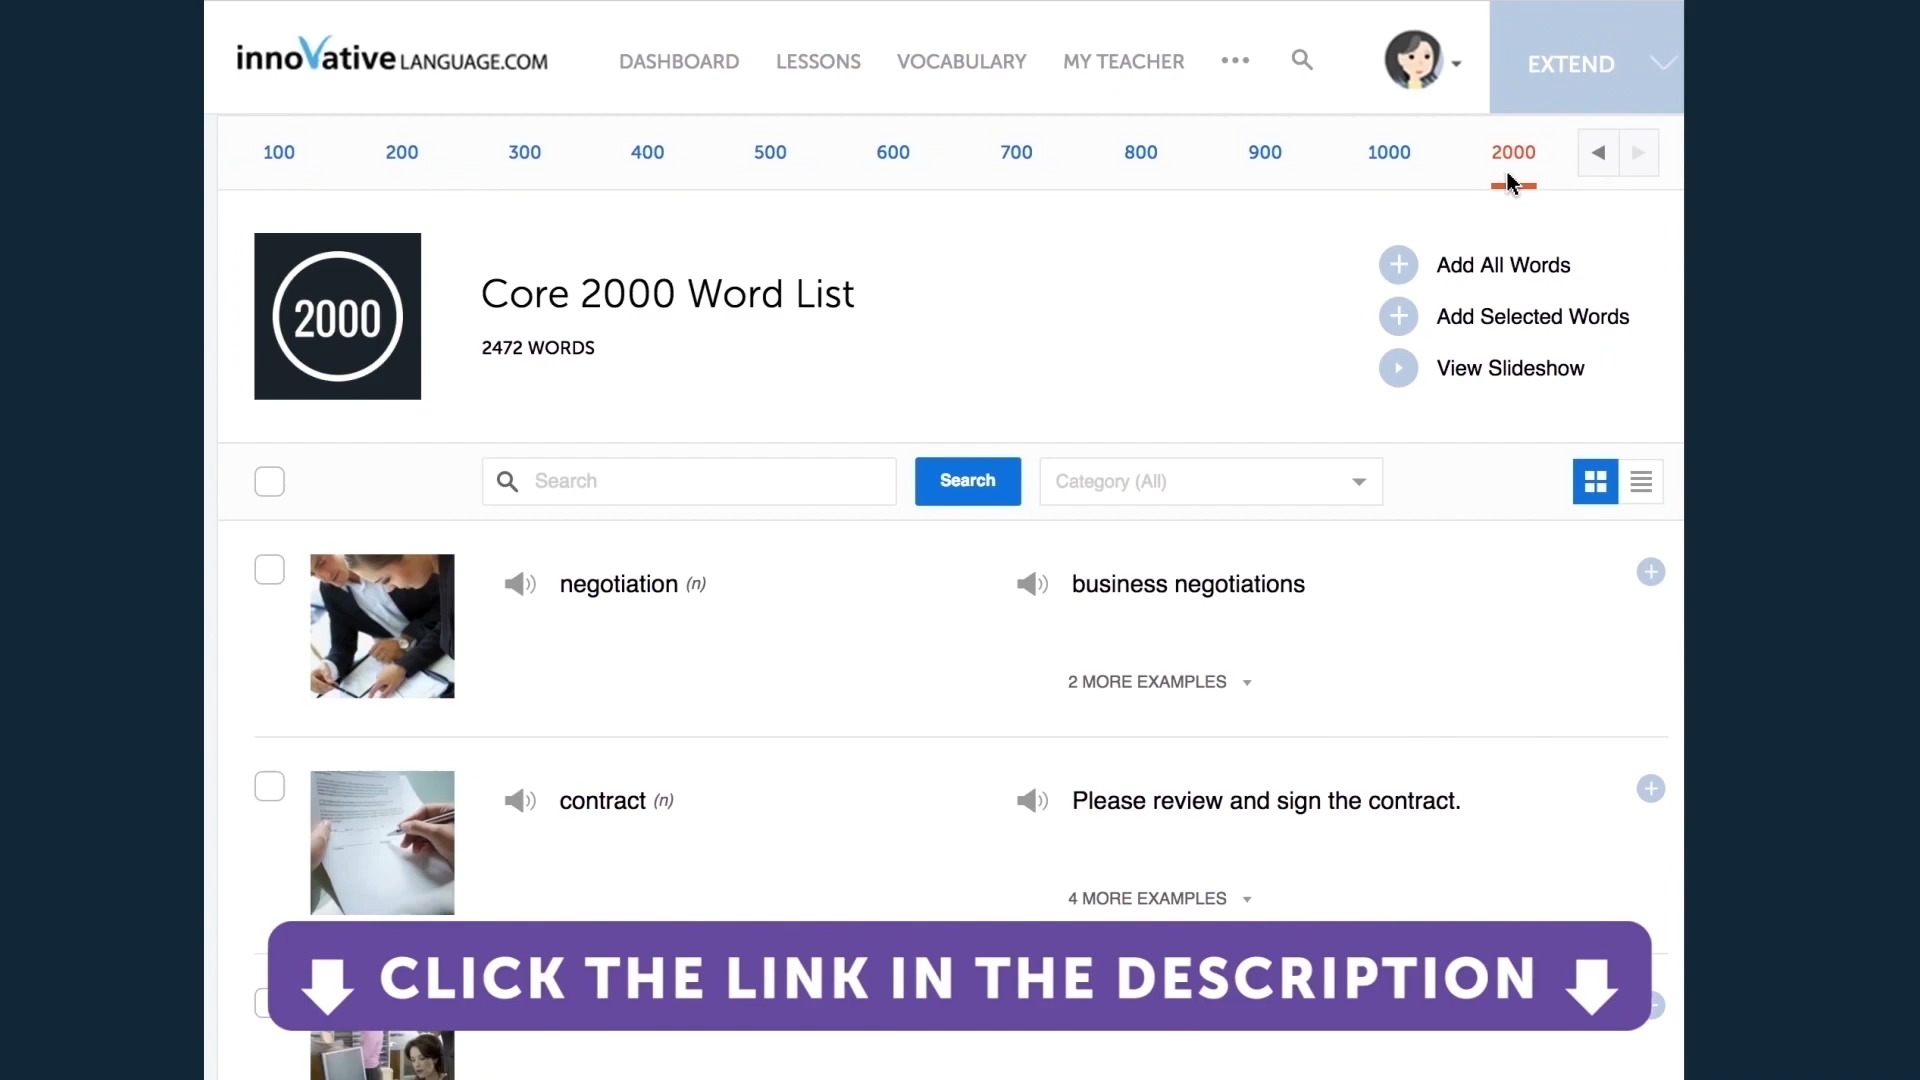 innoVative LANGUAGE.COM
DASHBOARD LESSONS VOCABULARY MY TEACHER
EXTEND
100 200 300 400 500 600 700 800 900 1000 2000
2000
Core 2000 Word List
2472 WORDS
Add All Words
Add Selected Words
View Slideshow
Search Search Category (All)
negotiation (n) business negotiations
2 MORE EXAMPLES
contract (n) Please review and sign the contract.
4 MORE EXAMPLES
CLICK THE LINK IN THE DESCRIPTION